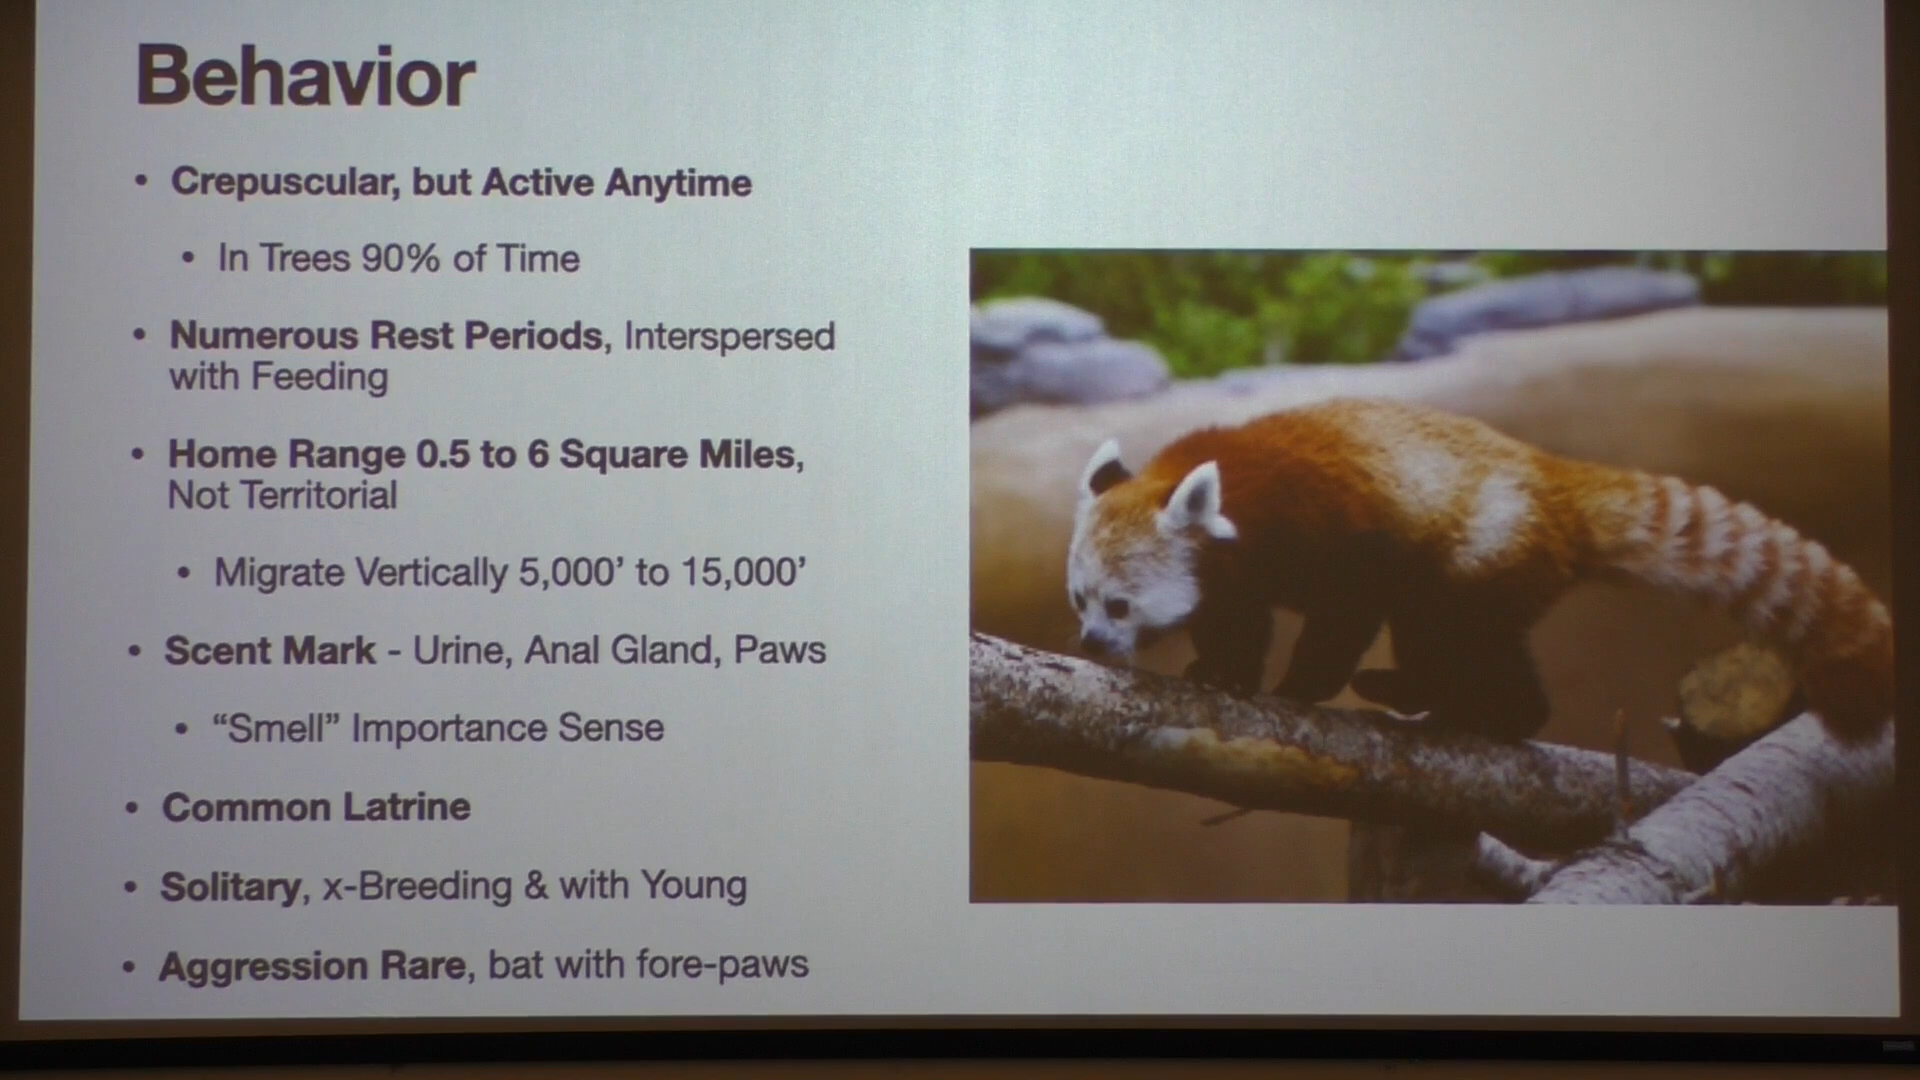 Behavior
• Crepuscular, but Active Anytime
• In Trees 90% of Time
• Numerous Rest Periods, Interspersed
with Feeding
• Home Range 0.5 to 6 Square Miles,
Not Territorial
• Migrate Vertically 5,000’ to 15,000’
• Scent Mark - Urine, Anal Gland, Paws
• “Smell” Importance Sense
• Common Latrine
• Solitary, x-Breeding & with Young
• Aggression Rare, bat with fore-paws